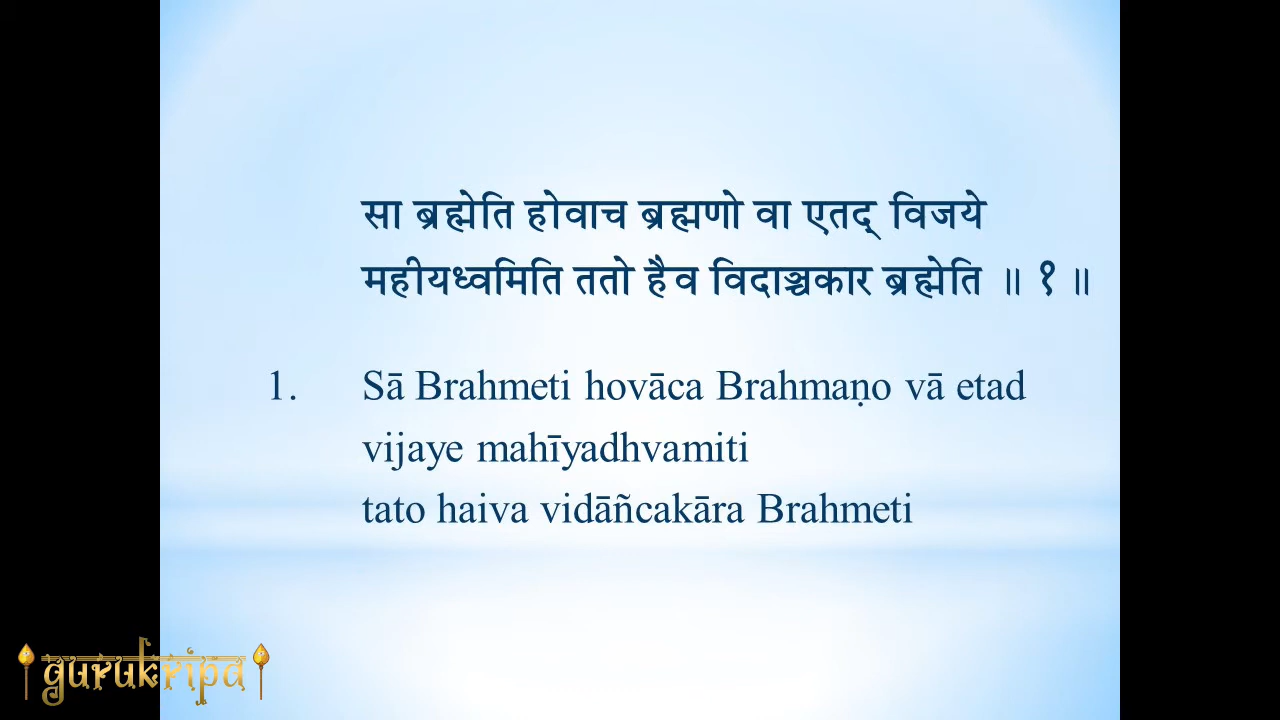 सा ब्रह्मेति होवाच ब्रह्मणो वा एतद् विजये
महीयध्वमिति ततो हैव विदाञ्चकार ब्रह्मेति ॥ १ ॥
1. Sā Brahmeti hovāca Brahmaṇo vā etad
vijaye mahīyadhvamiti
tato haiva vidāñcakāra Brahmeti
gurukripa